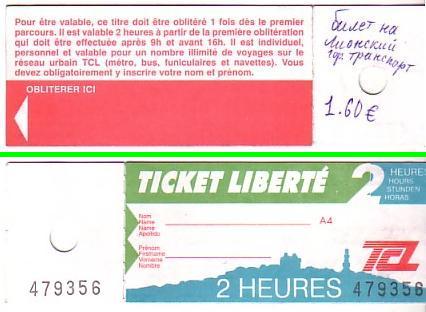 Pour être valable, ce titre doit être oblitéré 1 fois dès le premier
parcours. Il est valable 2 heures à partir de la première oblitération
qui doit être effectuée après 9h et avant 16h. Il est individuel,
personnel et valable pour un nombre illimité de voyages sur
le réseau urbain TCL (métro, bus, funiculaires et navettes). Vous
devez obligatoirement y inscrire votre nom et prénom.
OBLITERER ICI
билет на
Лионский
гор. транспорт
1.60€
TICKET LIBERTÉ
2 HEURES
HOURS
STUNDEN
HORAS
Nom
Name
Name
Apellido
A4
Prénom
Firstname
Vorname
Nombre
TCL
479356
2 HEURES
479356